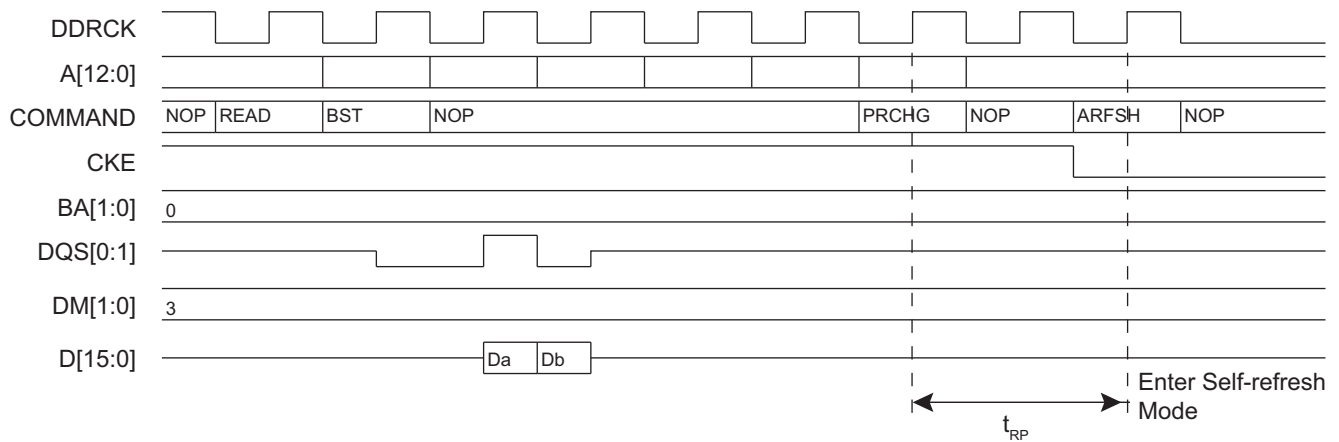 DDRCK
A[12:0]
COMMAND NOP READ BST NOP PRCHG NOP ARFSH NOP
CKE
BA[1:0] 0
DQS[0:1]
DM[1:0] 3
D[15:0] Da Db
Enter Self-refresh
Mode
tRP